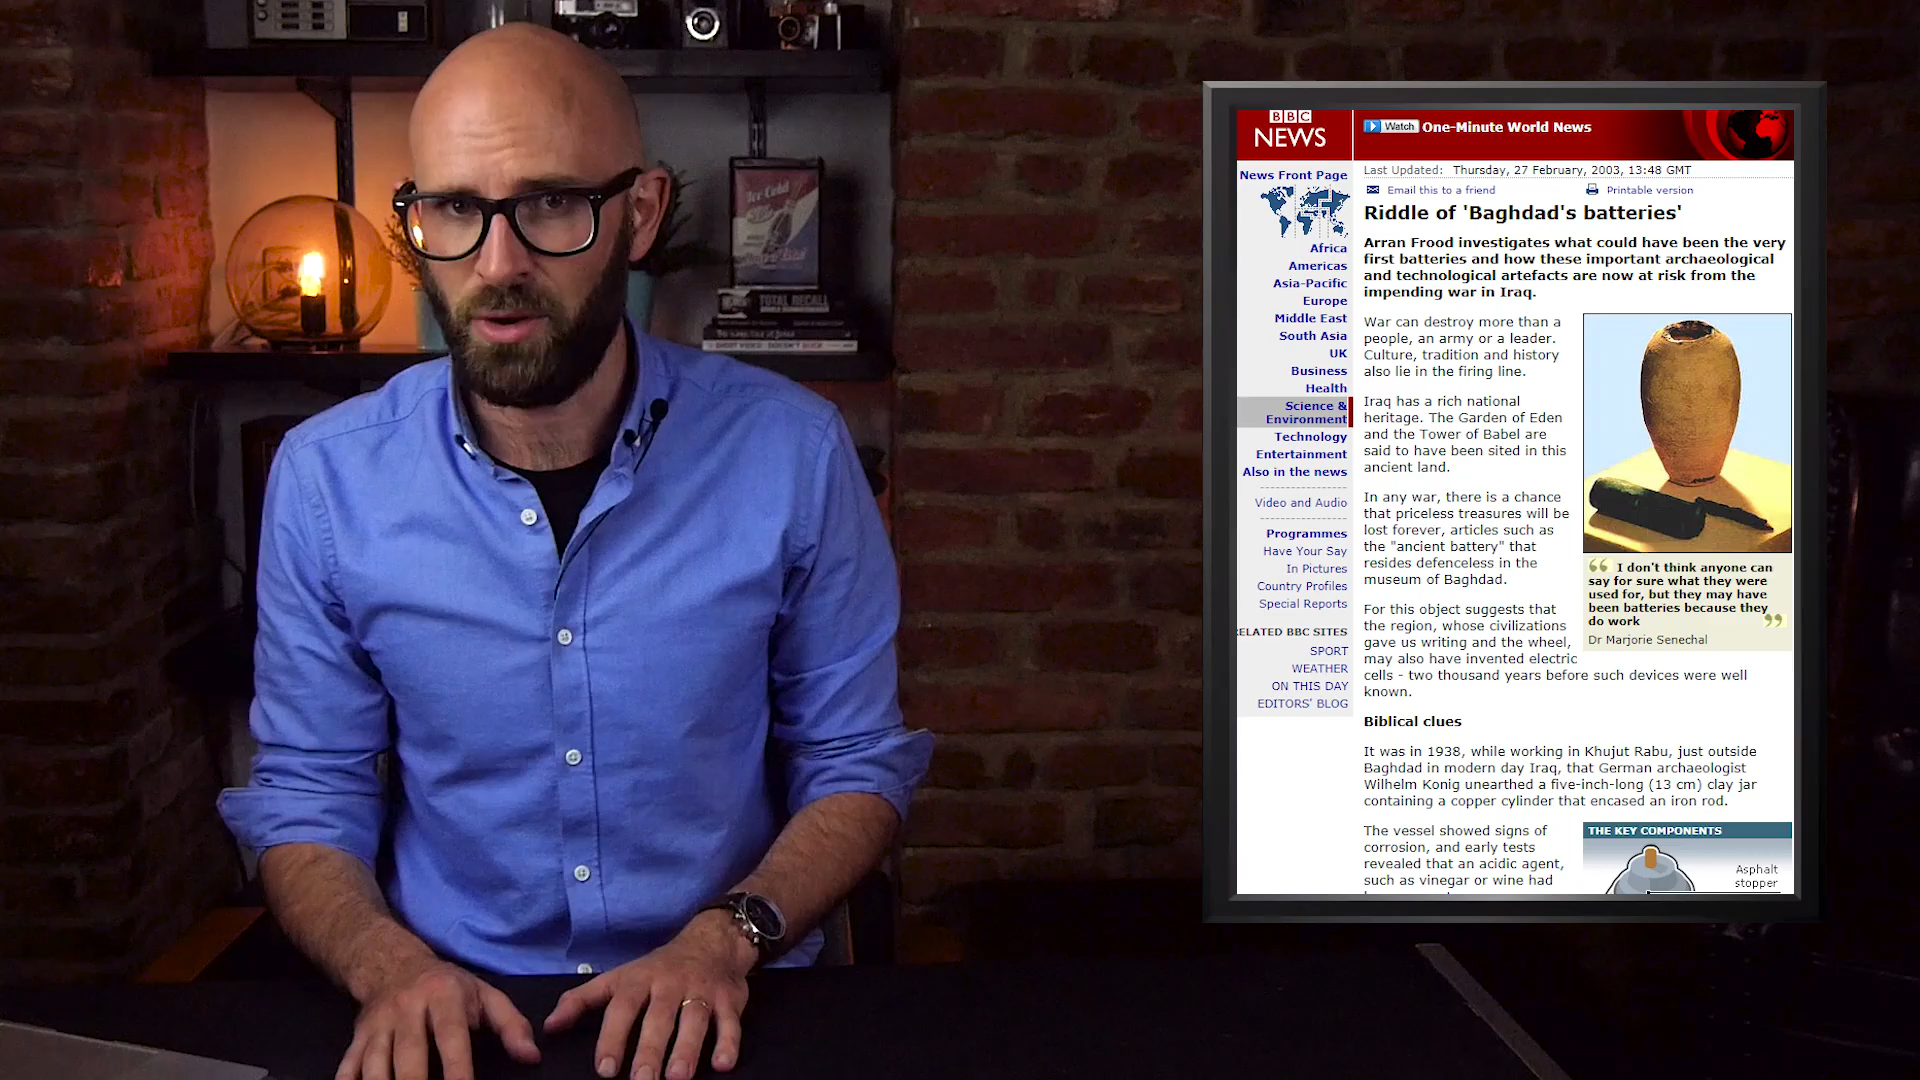 Ice Cold
TOTAL RECALL
BBC
NEWS
Watch One-Minute World News
News Front Page
Africa
Americas
Asia-Pacific
Europe
Middle East
South Asia
UK
Business
Health
Science &
Environment
Technology
Entertainment
Also in the news
Video and Audio
Programmes
Have Your Say
In Pictures
Country Profiles
Special Reports
RELATED BBC SITES
SPORT
WEATHER
ON THIS DAY
EDITORS' BLOG
Last Updated: Thursday, 27 February, 2003, 13:48 GMT
Email this to a friend Printable version
Riddle of 'Baghdad's batteries'
Arran Frood investigates what could have been the very
first batteries and how these important archaeological
and technological artefacts are now at risk from the
impending war in Iraq.
War can destroy more than a
people, an army or a leader.
Culture, tradition and history
also lie in the firing line.
Iraq has a rich national
heritage. The Garden of Eden
and the Tower of Babel are
said to have been sited in this
ancient land.
In any war, there is a chance
that priceless treasures will be
lost forever, articles such as
the "ancient battery" that
resides defenceless in the
museum of Baghdad.
For this object suggests that
the region, whose civilizations
gave us writing and the wheel,
may also have invented electric
cells - two thousand years before such devices were well
known.
“ I don't think anyone can
say for sure what they were
used for, but they may have
been batteries because they
do work ”
Dr Marjorie Senechal
Biblical clues
It was in 1938, while working in Khujut Rabu, just outside
Baghdad in modern day Iraq, that German archaeologist
Wilhelm Konig unearthed a five-inch-long (13 cm) clay jar
containing a copper cylinder that encased an iron rod.
The vessel showed signs of
corrosion, and early tests
revealed that an acidic agent,
such as vinegar or wine had
THE KEY COMPONENTS
Asphalt
stopper